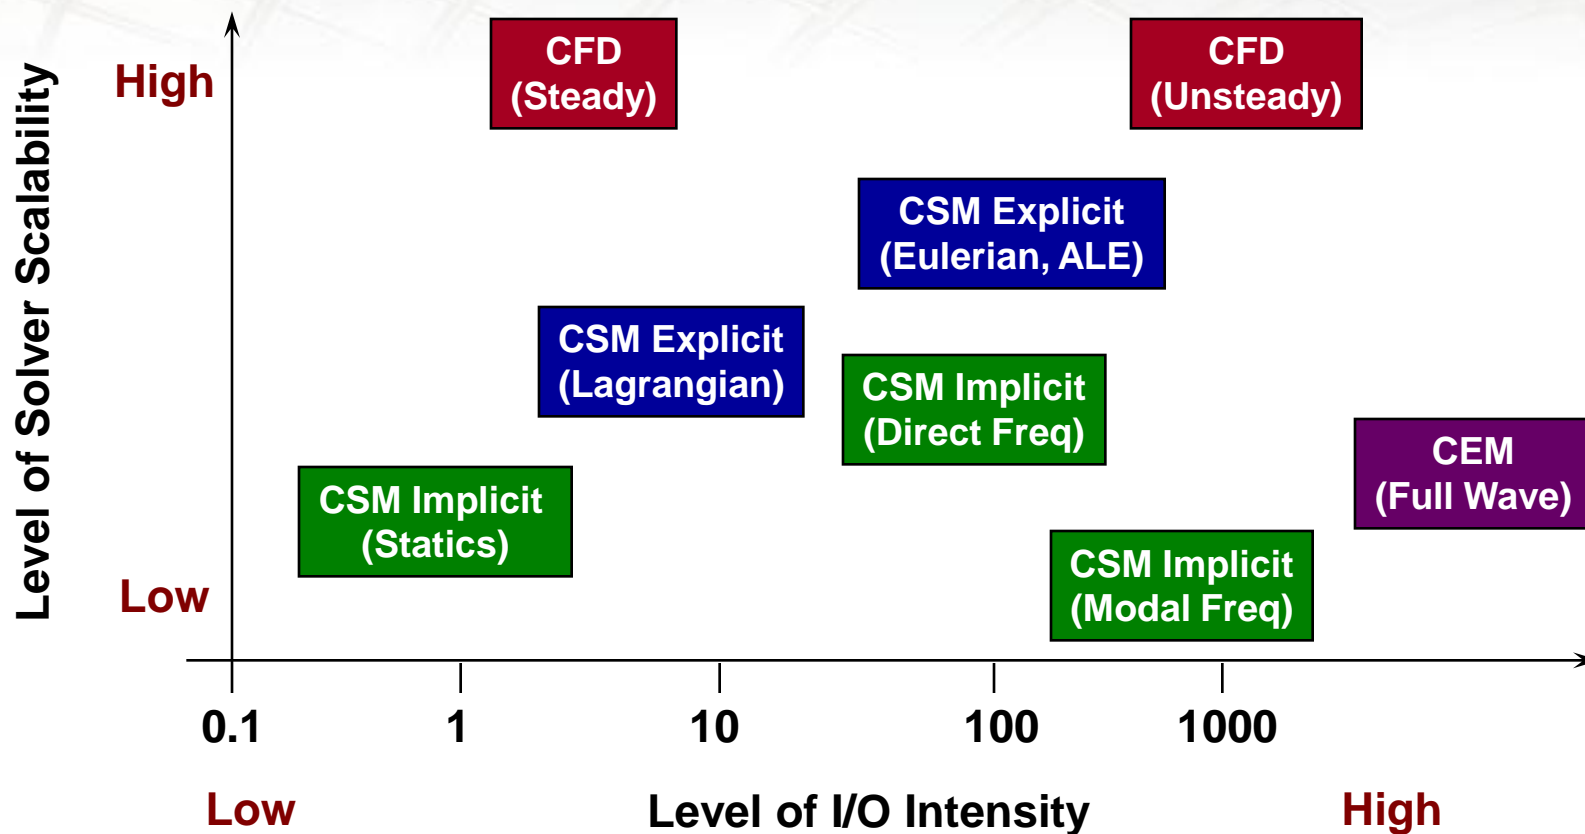 Level of Solver Scalability
High
Low
CFD
(Steady)
CFD
(Unsteady)
CSM Explicit
(Eulerian, ALE)
CSM Explicit
(Lagrangian)
CSM Implicit
(Direct Freq)
CEM
(Full Wave)
CSM Implicit
(Statics)
CSM Implicit
(Modal Freq)
0.1 1 10 100 1000
Low Level of I/O Intensity High